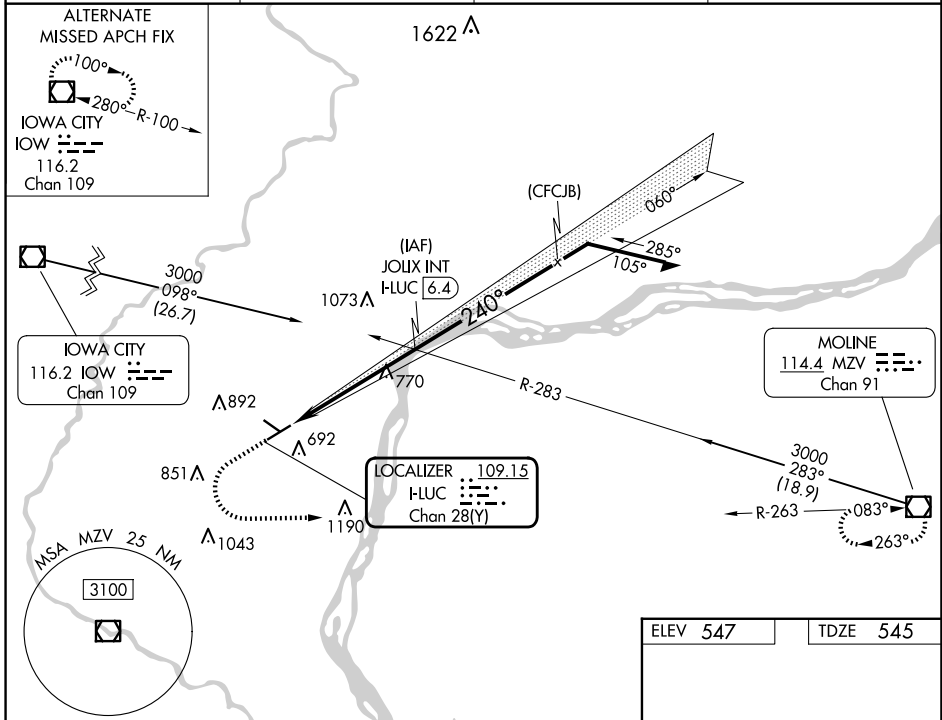 ALTERNATE
MISSED APCH FIX
100°
280°
R-100
IOWA CITY
IOW
116.2
Chan 109
1622
(CFCJB)
060°
(IAF)
JOLIX INT
I-LUC 6.4
285°
105°
240°
3000
098°
(26.7)
1073
IOWA CITY
116.2 IOW
Chan 109
MOLINE
114.4 MZV
Chan 91
770
R-283
892
692
3000
283°
(18.9)
851
LOCALIZER 109.15
I-LUC
Chan 28(Y)
R-263
083°
263°
1190
1043
MSA MZV 25 NM
3100
ELEV 547
TDZE 545